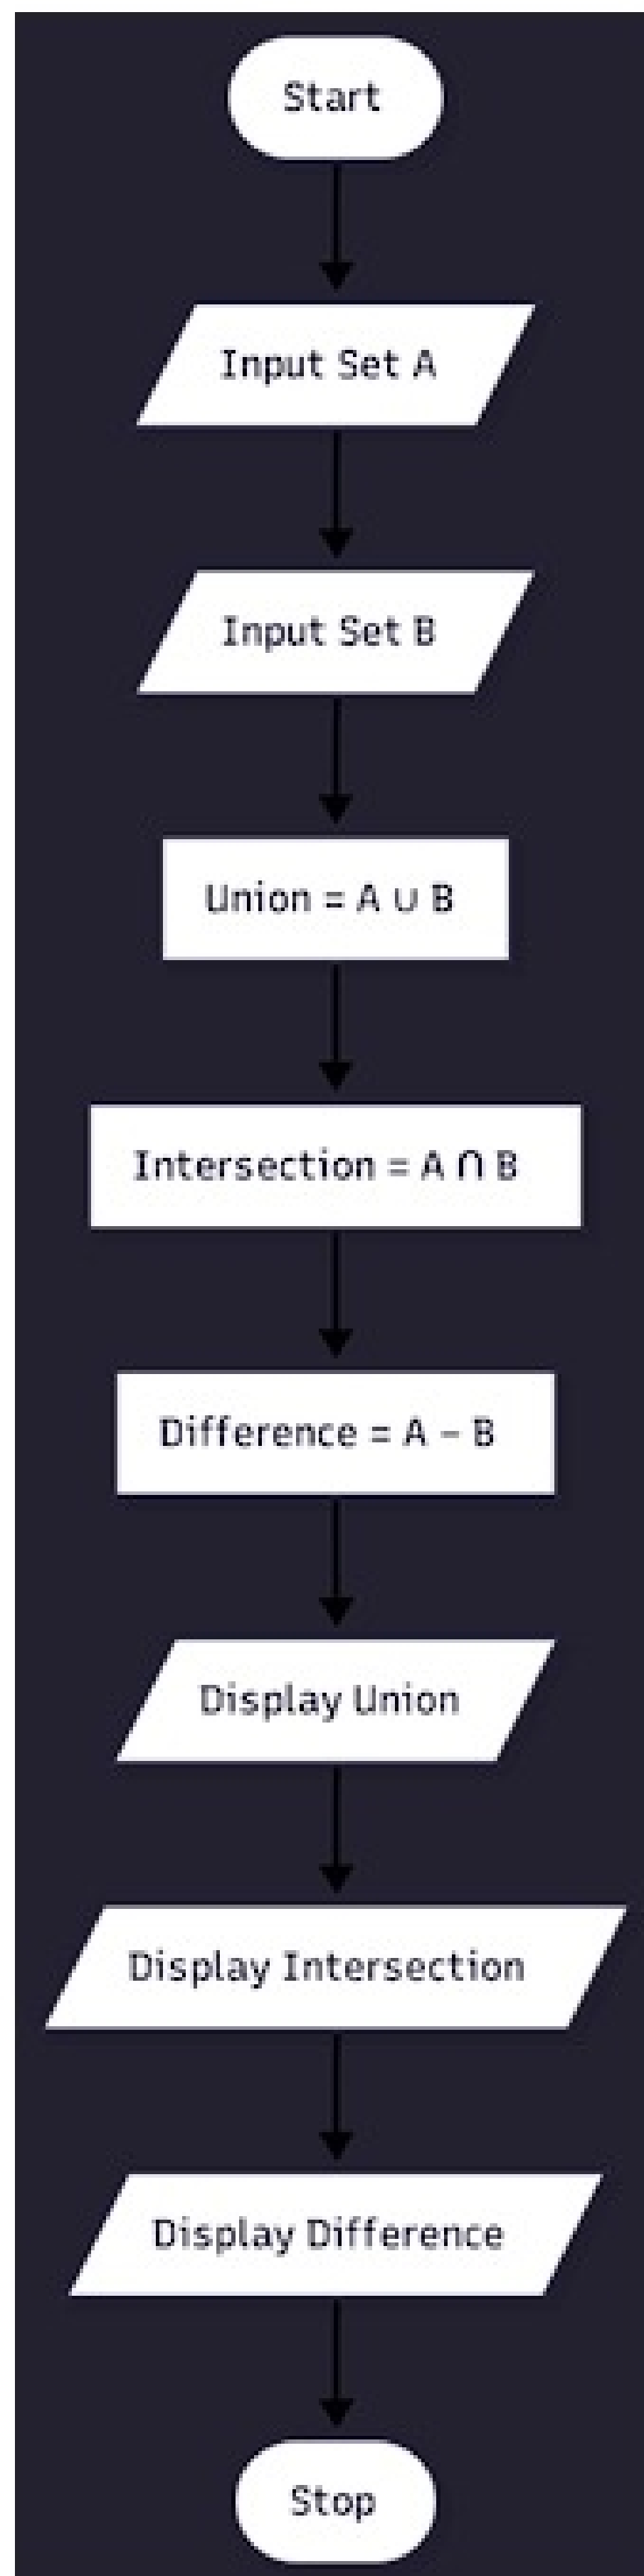 Start
Input Set A
Input Set B
Union = A ∪ B
Intersection = A ∩ B
Difference = A − B
Display Union
Display Intersection
Display Difference
Stop